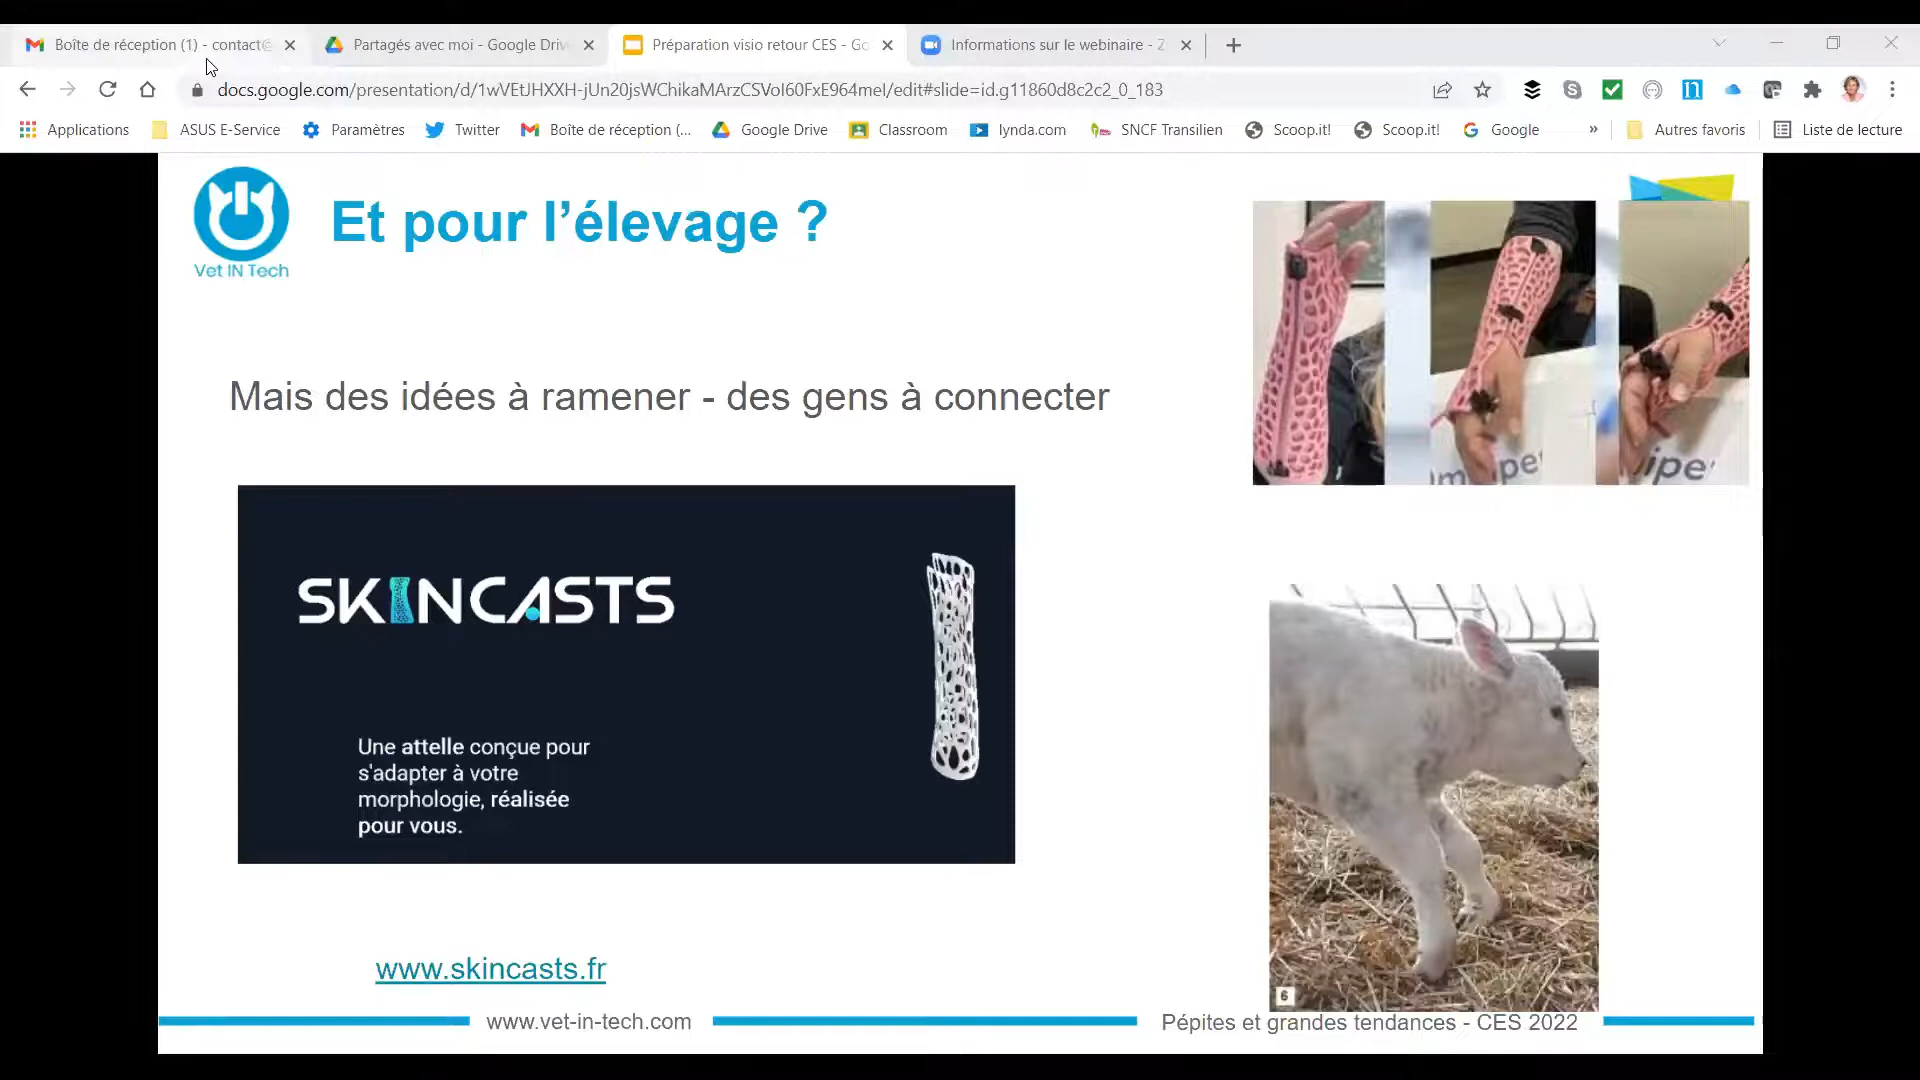 Boîte de réception (1) - contact@
Partagés avec moi - Google Driv
Préparation visio retour CES - Go
Informations sur le webinaire - Z
docs.google.com/presentation/d/1wVEtJHXXH-jUn20jsWChikaMArzCSVoI60FxE964meI/edit#slide=id.g11860d8c2c2_0_183
Applications
ASUS E-Service
Paramètres
Twitter
Boîte de réception (...
Google Drive
Classroom
lynda.com
SNCF Transilien
Scoop.it!
Scoop.it!
Google
»
Autres favoris
Liste de lecture
Vet IN Tech
Et pour l’élevage ?
Mais des idées à ramener - des gens à connecter
SKINCASTS
Une attelle conçue pour
s'adapter à votre
morphologie, réalisée
pour vous.
www.skincasts.fr
6
www.vet-in-tech.com
Pépites et grandes tendances - CES 2022